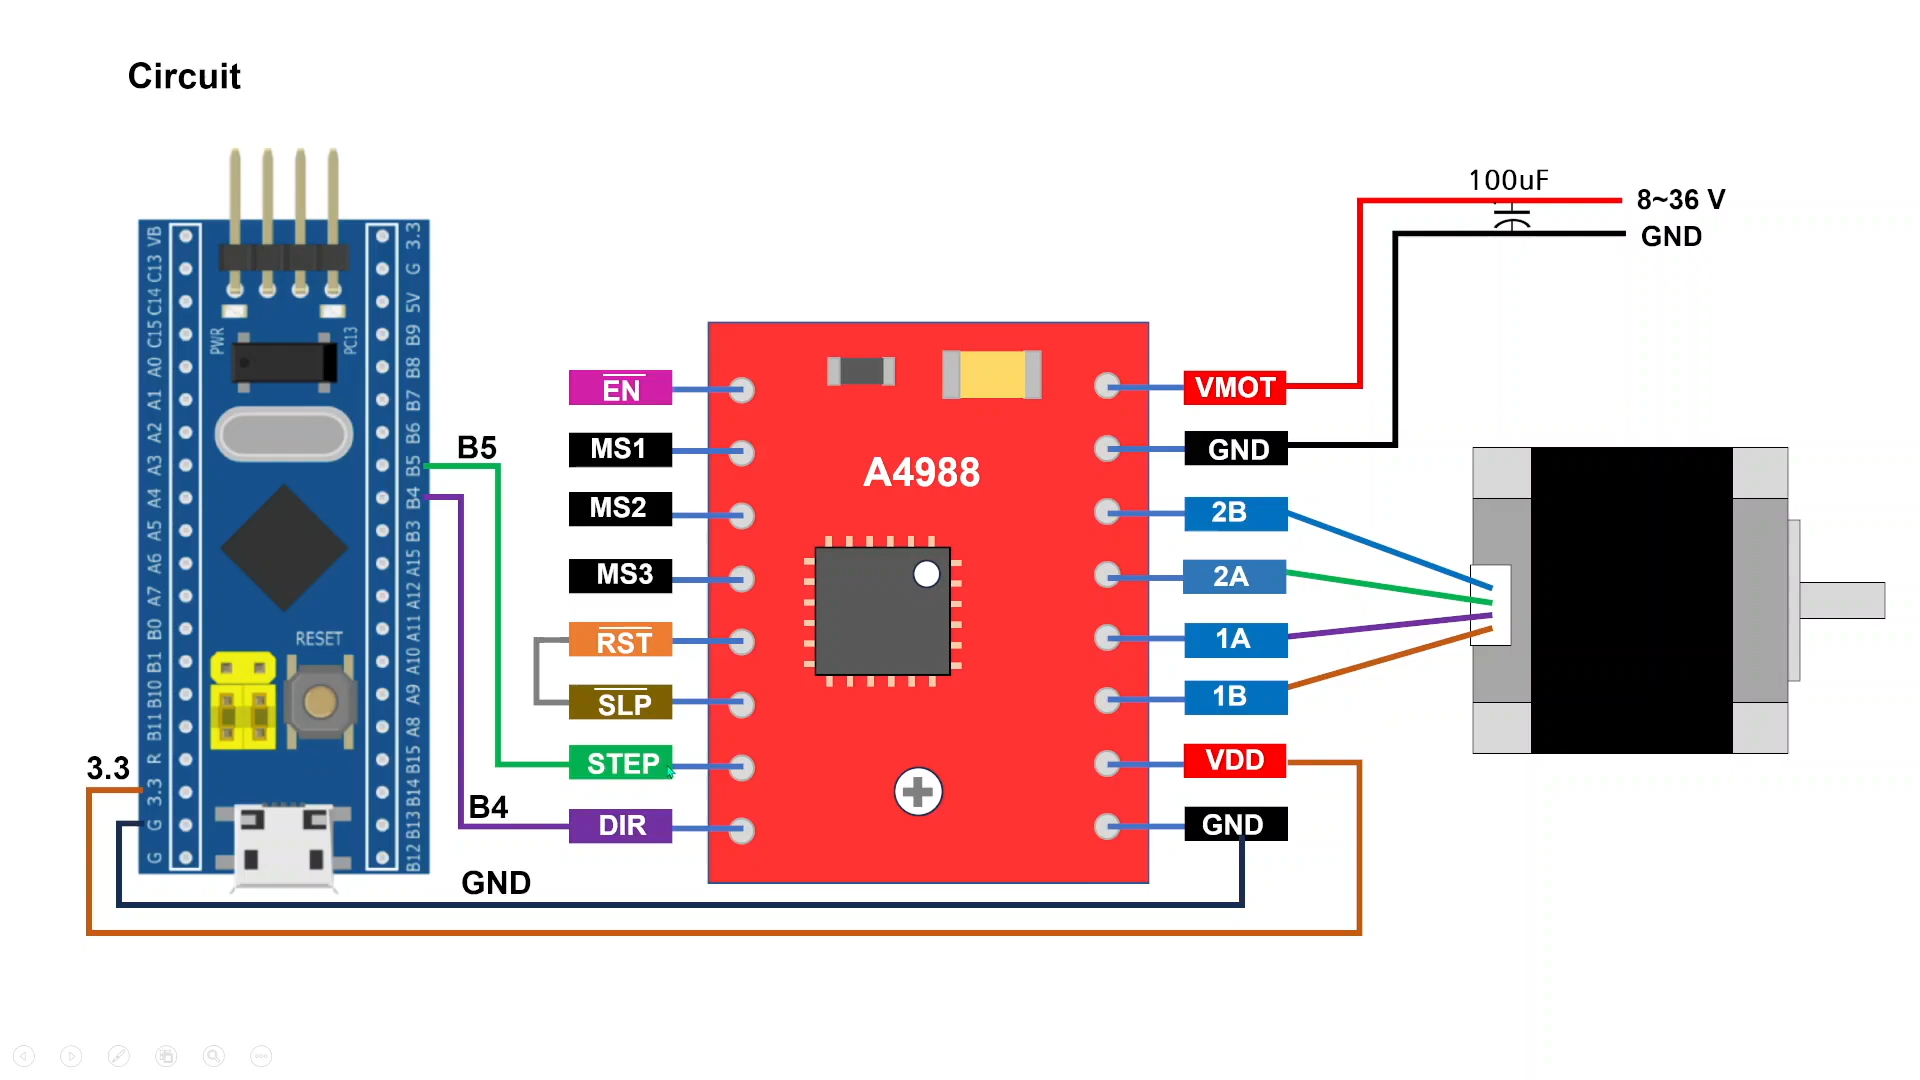 Circuit
100uF
8~36 V
GND
VB
C13
C14
C15
A0
A1
A2
A3
A4
A5
A6
A7
B0
B1
B10
B11
R
3.3
G
G
PWR
PC13
RESET
3.3
G
5V
B9
B8
B7
B6
B5
B4
B3
A15
A12
A11
A10
A9
A8
B15
B14
B13
B12
B5
B4
3.3
GND
EN
MS1
MS2
MS3
RST
SLP
STEP
DIR
A4988
VMOT
GND
2B
2A
1A
1B
VDD
GND